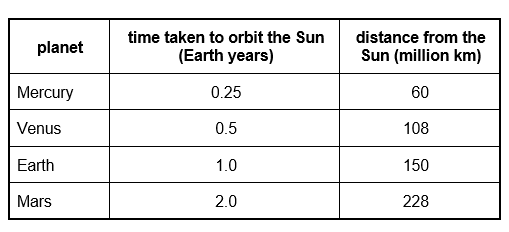 planet time taken to orbit the Sun (Earth years) distance from the Sun (million km)
Mercury 0.25 60
Venus 0.5 108
Earth 1.0 150
Mars 2.0 228